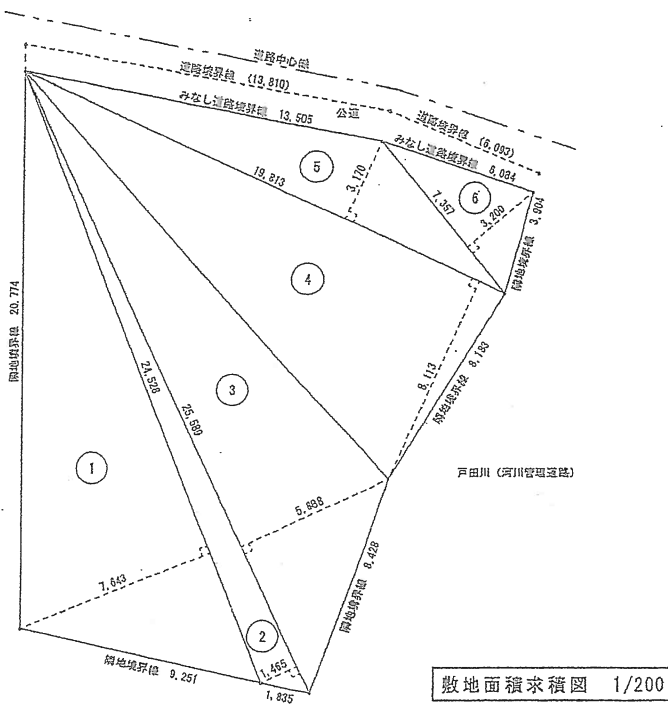 道路中心線
道路境界線 (13,810)
みなし道路境界線
13,505
公道
道路境界線 (6,093)
みなし道路境界線 6,084
⑤
3,170
19,813
⑥
7,357
3,200
隣地境界線 3,904
④
隣地境界線 20,774
8,113
隣地境界線 8,183
24,528
③
25,589
①
戸田川(河川管理道路)
5,888
7,643
隣地境界線 8,428
②
1,465
隣地境界線 9,251
1,835
敷地面積求積図 1/200